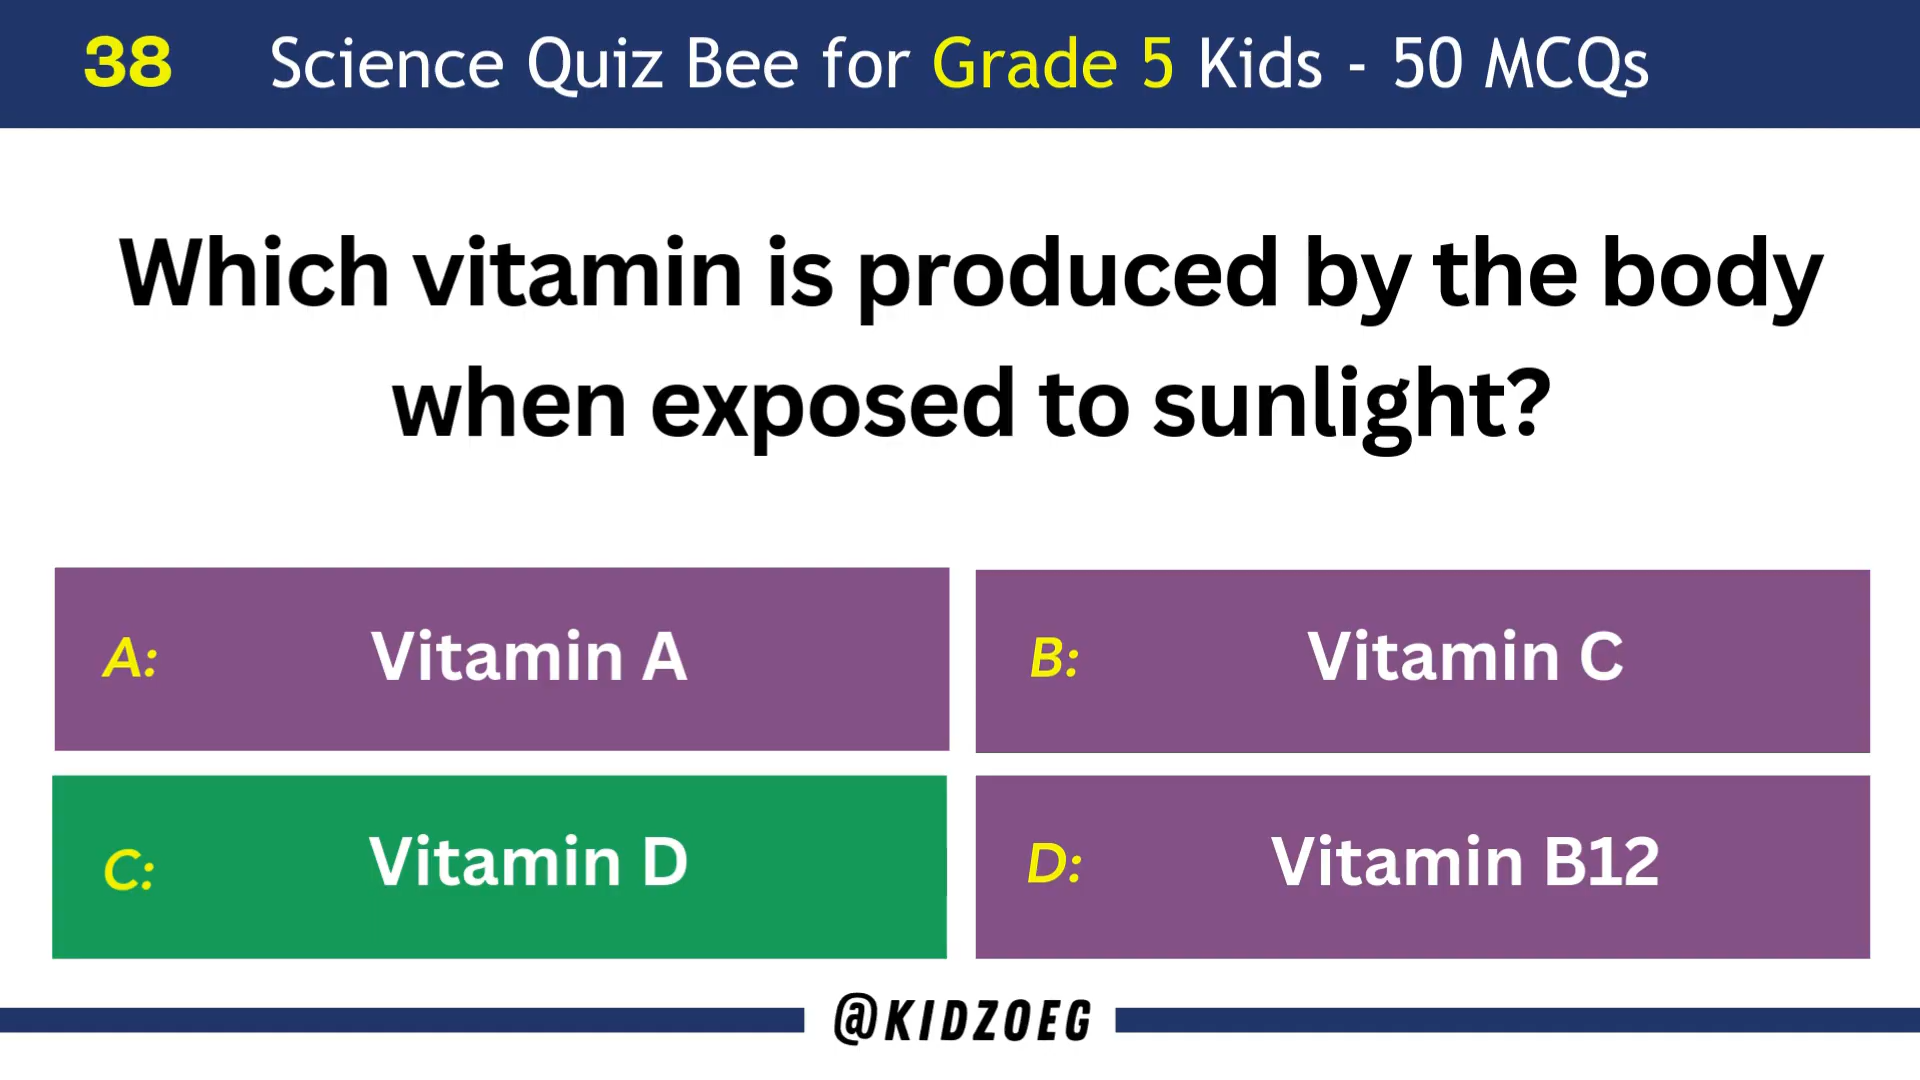 38 Science Quiz Bee for Grade 5 Kids - 50 MCQs
Which vitamin is produced by the body
when exposed to sunlight?
A: Vitamin A
B: Vitamin C
C: Vitamin D
D: Vitamin B12
@KIDZOEG